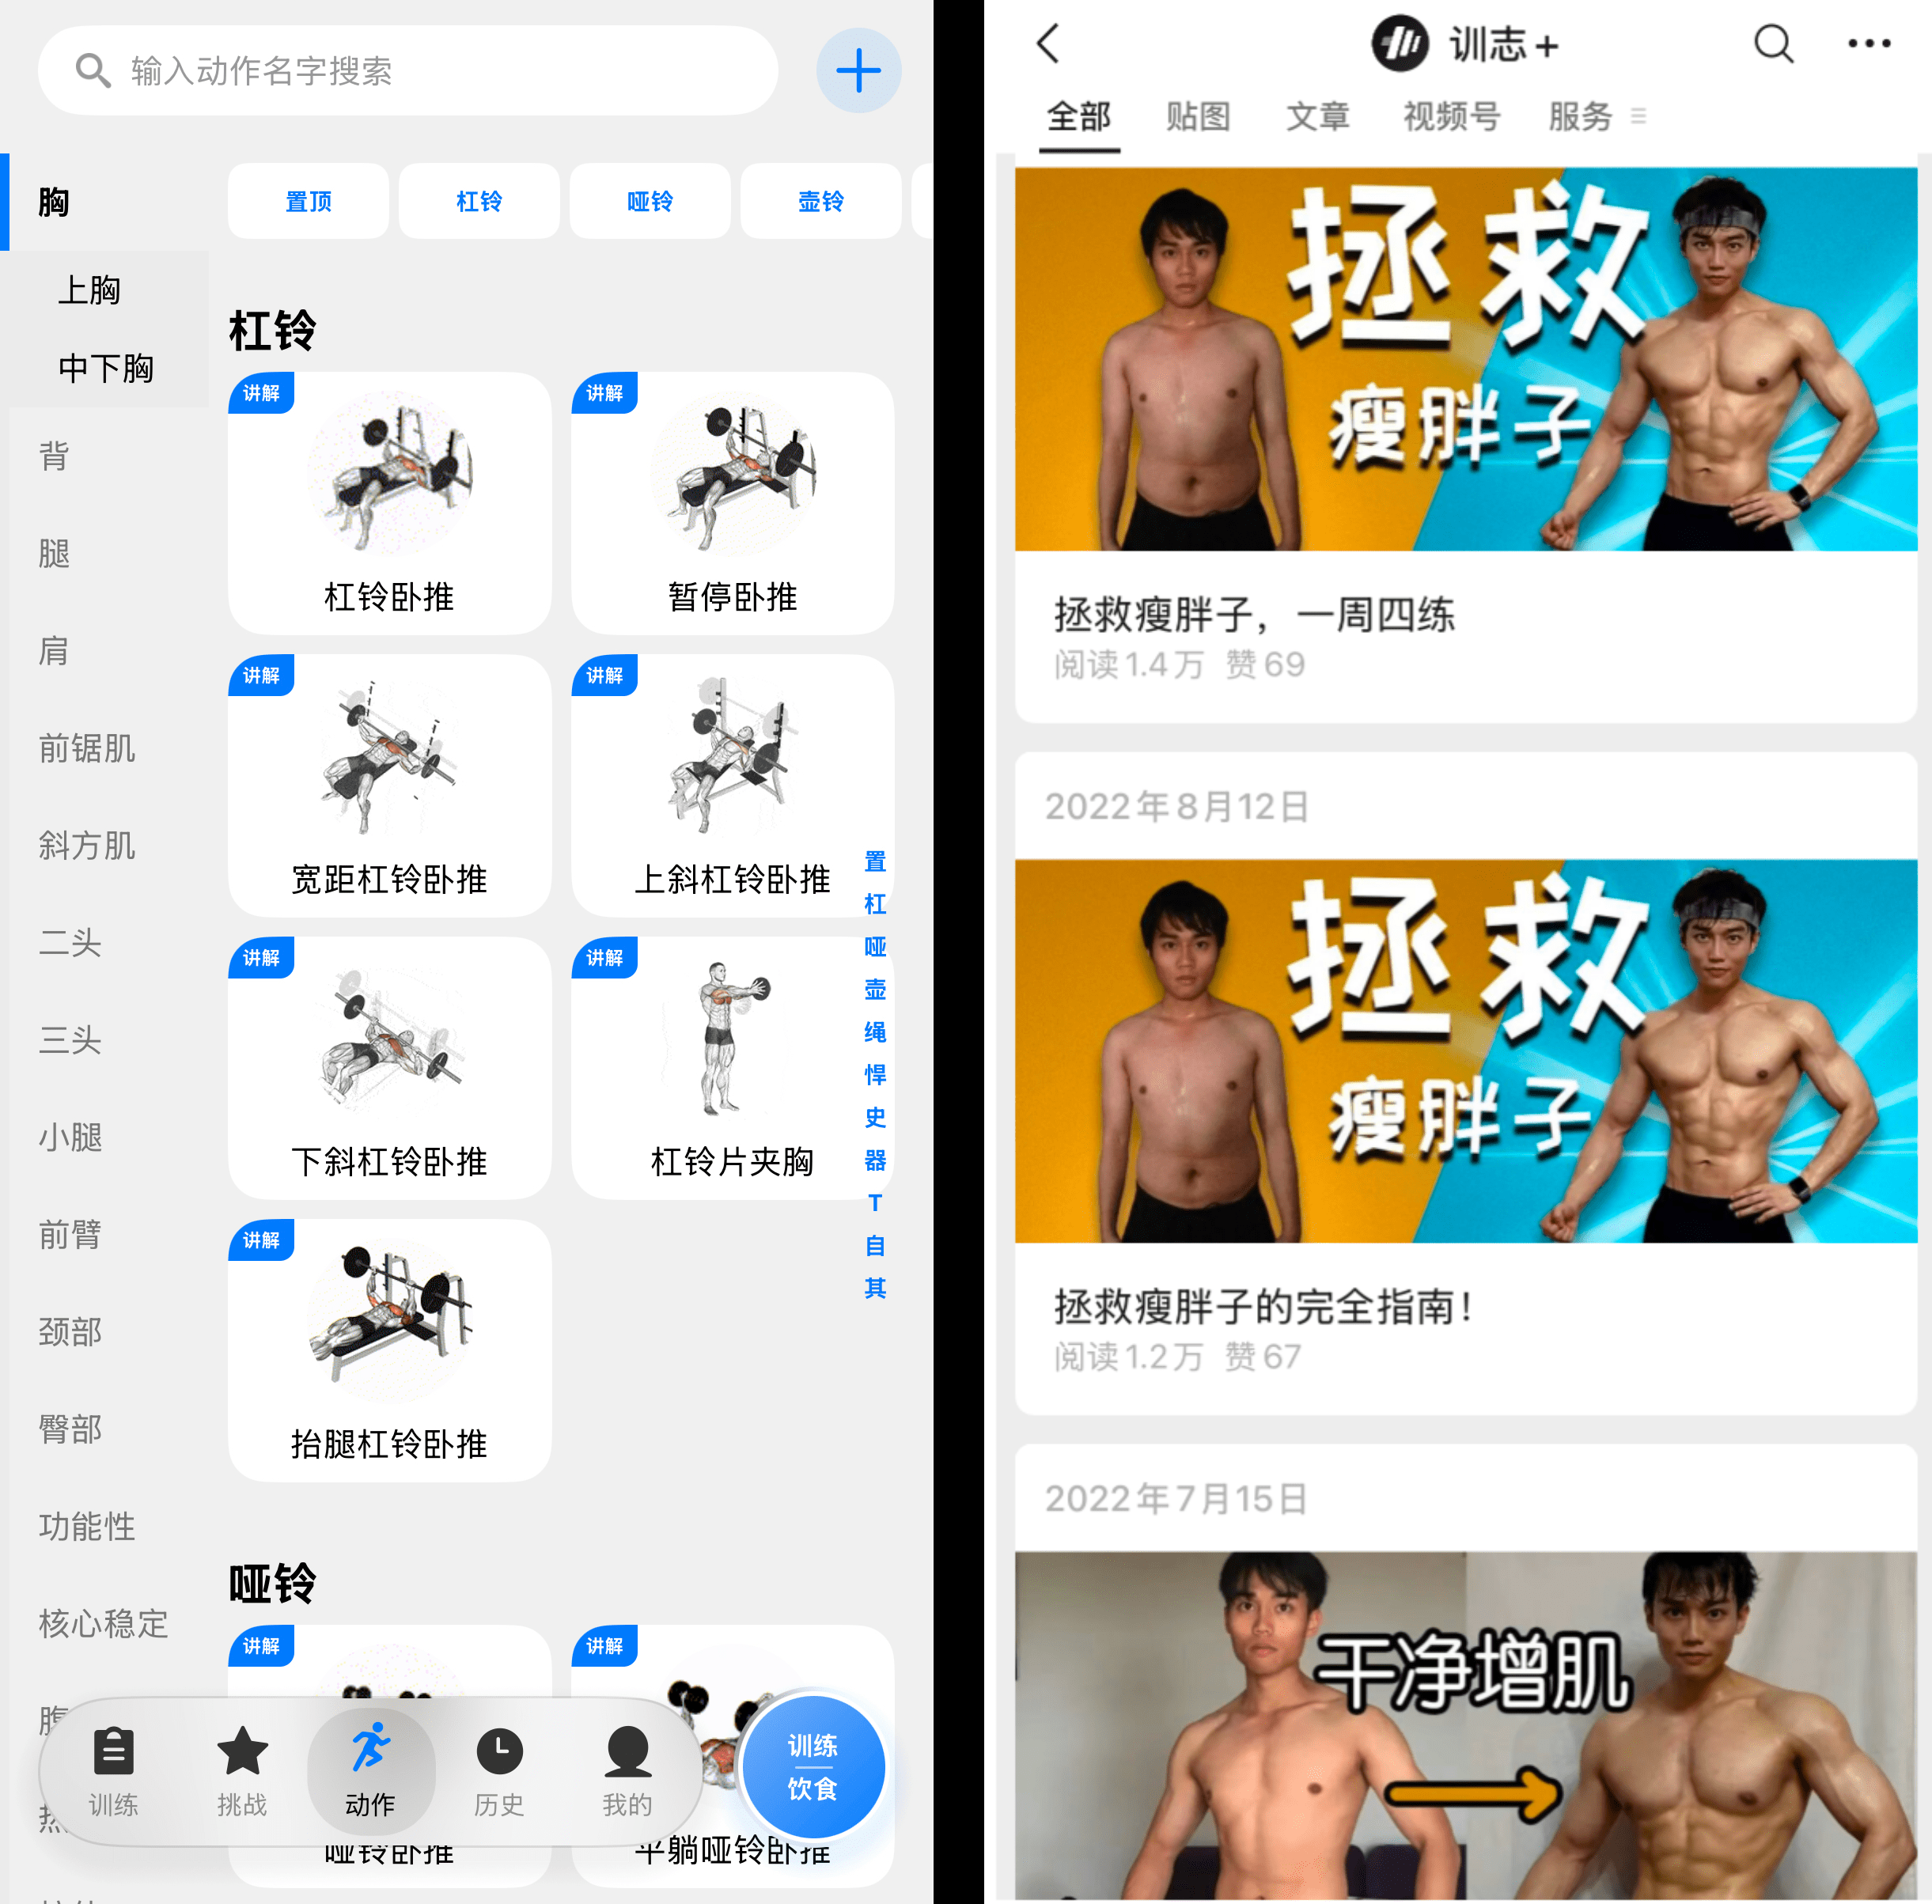 输入动作名字搜索
胸
上胸
中下胸
背
腿
肩
前锯肌
斜方肌
二头
三头
小腿
前臂
颈部
臀部
功能性
核心稳定
置顶
杠铃
哑铃
壶铃
杠铃
讲解
杠铃卧推
讲解
暂停卧推
讲解
宽距杠铃卧推
讲解
上斜杠铃卧推
讲解
下斜杠铃卧推
讲解
杠铃片夹胸
讲解
抬腿杠铃卧推
置
杠
哑
壶
绳
悍
史
器
T
自
其
哑铃
讲解
哑铃卧推
讲解
平躺哑铃卧推
训练
挑战
动作
历史
我的
训练
饮食
训志+
全部
贴图
文章
视频号
服务
拯救
瘦胖子
拯救瘦胖子，一周四练
阅读1.4万 赞69
2022年8月12日
拯救
瘦胖子
拯救瘦胖子的完全指南！
阅读1.2万 赞67
2022年7月15日
干净增肌